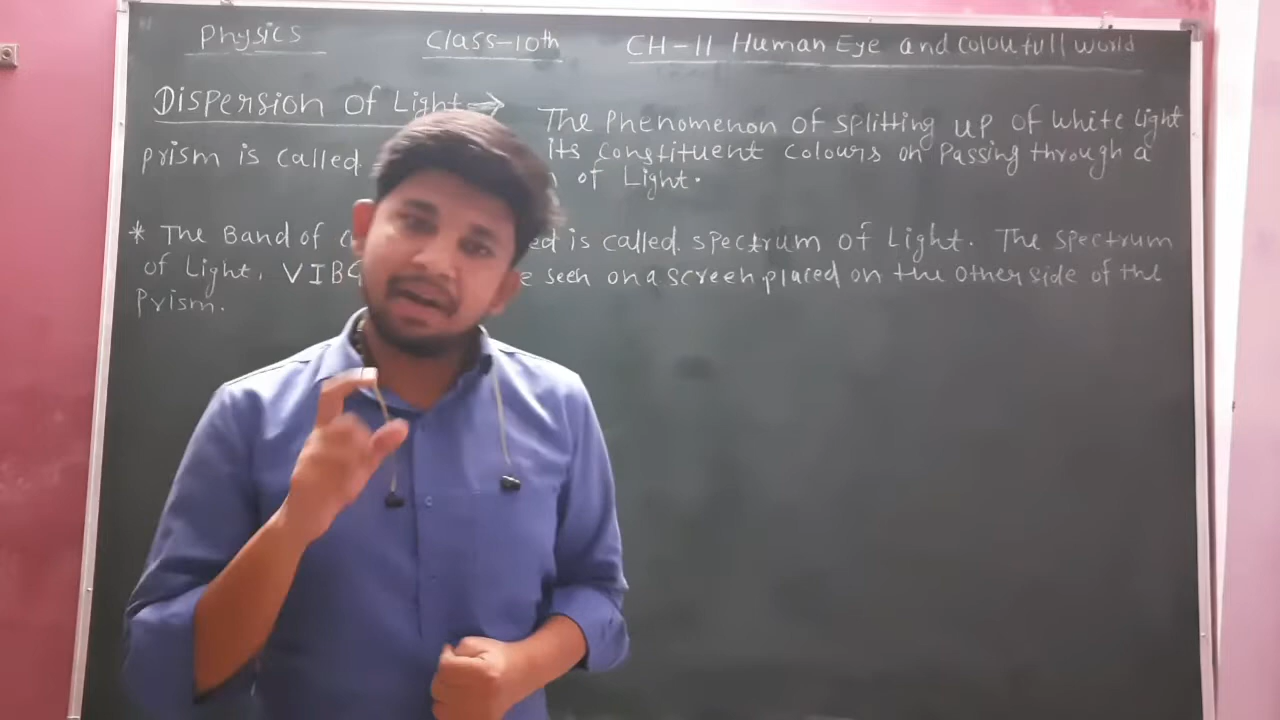 Physics Class-10th CH-11 Human Eye and Colourfull world
Dispersion of Light → The Phenomenon of splitting up of white Light
its constituent colours on Passing through a
prism is called of Light.
* The Band of is called spectrum of Light. The spectrum
of Light, VIBG seen on a screen placed on the other side of the
Prism.